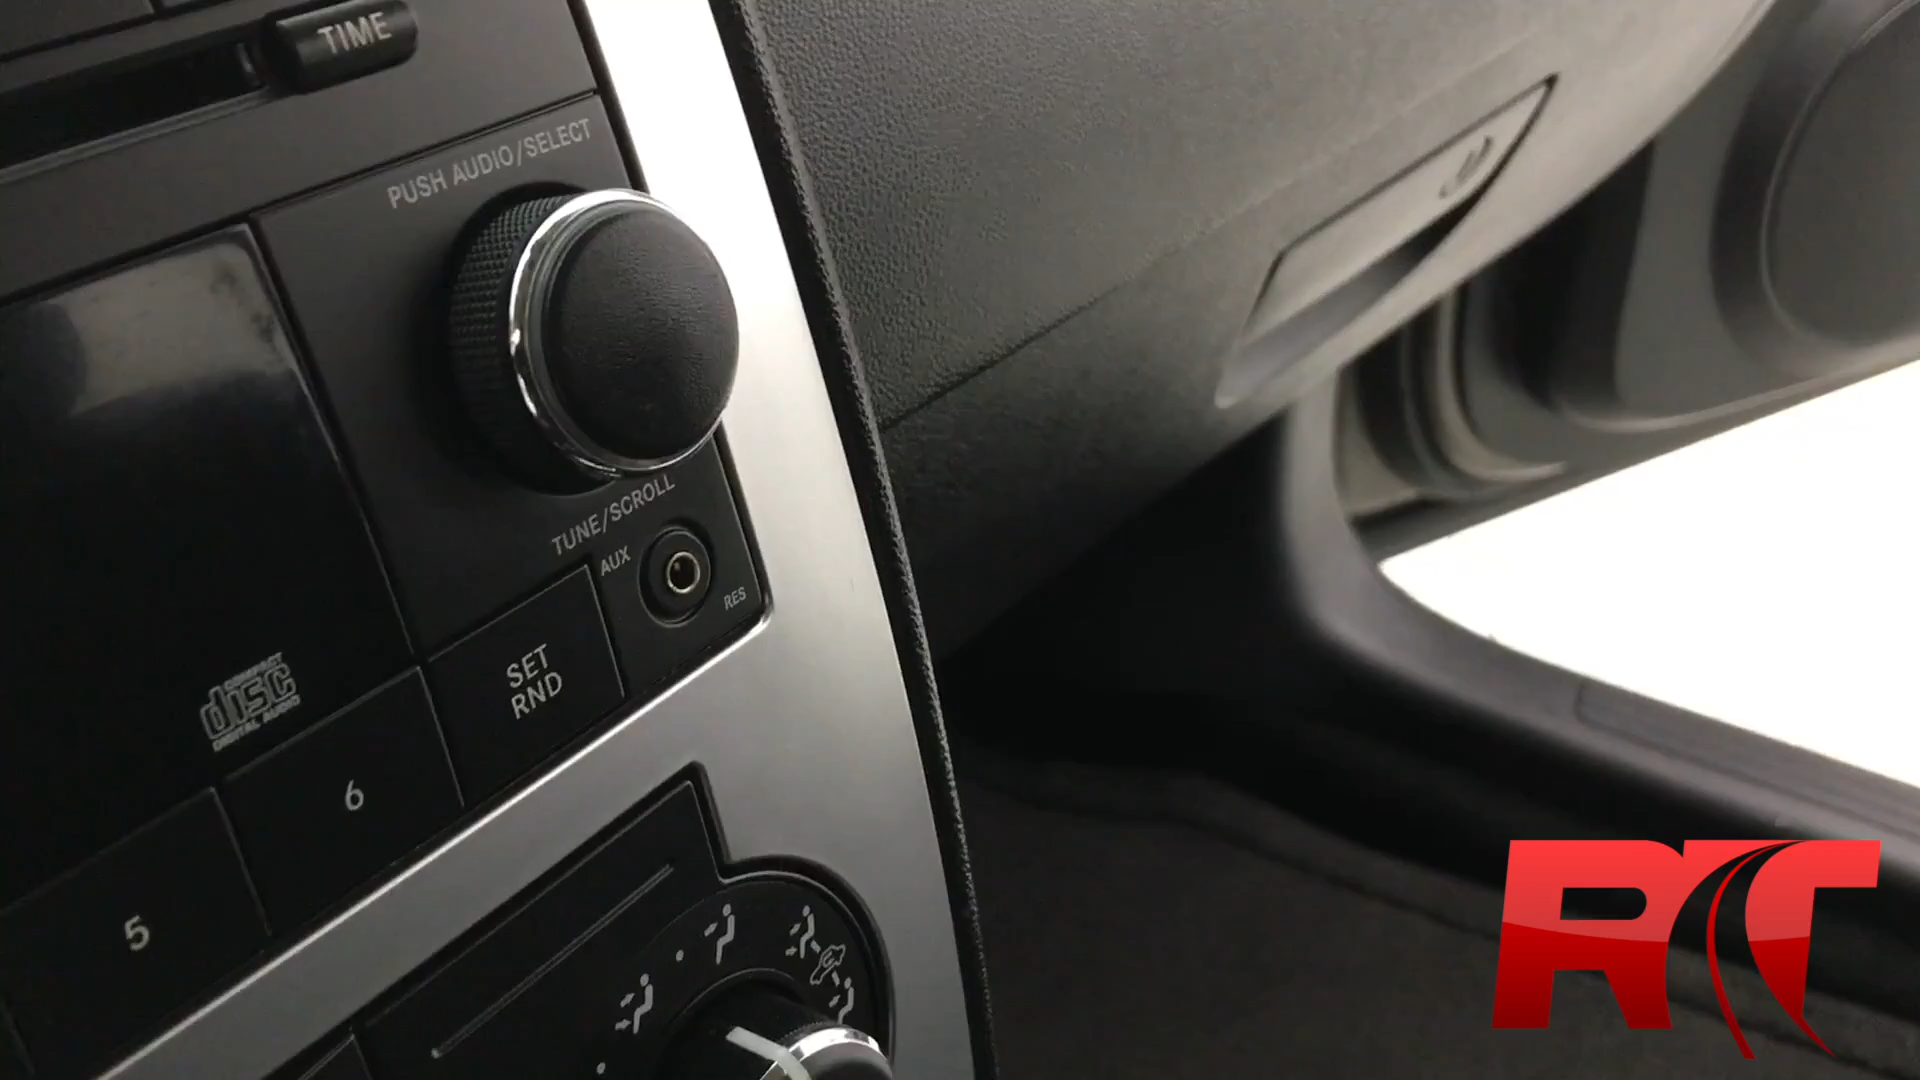 TIME
PUSH AUDIO/SELECT
TUNE/SCROLL
AUX
RES
SET
RND
COMPACT
disc
DIGITAL AUDIO
6
5
RT